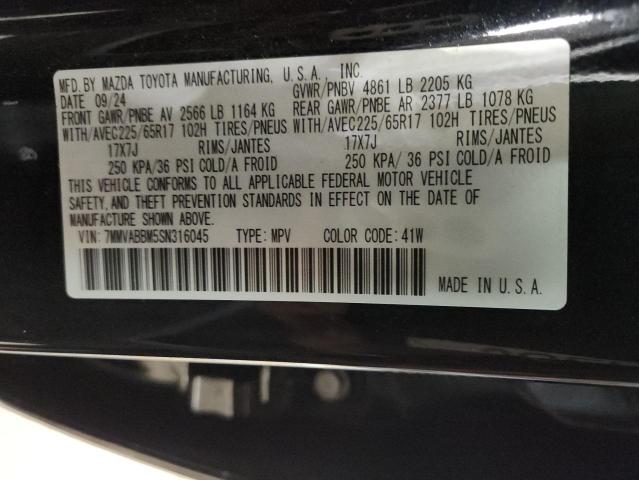 MFD. BY MAZDA TOYOTA MANUFACTURING, U.S.A., INC.
DATE 09/24 GVWR/PNBV 4861 LB 2205 KG
FRONT GAWR/PNBE AV 2566 LB 1164 KG REAR GAWR/PNBE AR 2377 LB 1078 KG
WITH/AVEC225/65R17 102H TIRES/PNEUS WITH/AVEC225/65R17 102H TIRES/PNEUS
17X7J RIMS/JANTES 17X7J RIMS/JANTES
250 KPA/36 PSI COLD/A FROID 250 KPA/ 36 PSI COLD/A FROID
THIS VEHICLE CONFORMS TO ALL APPLICABLE FEDERAL MOTOR VEHICLE
SAFETY, AND THEFT PREVENTION STANDARDS IN EFFECT ON THE DATE OF
MANUFACTURE SHOWN ABOVE.
VIN: 7MMVABBM5SN316045 TYPE: MPV COLOR CODE: 41W
MADE IN U.S.A.